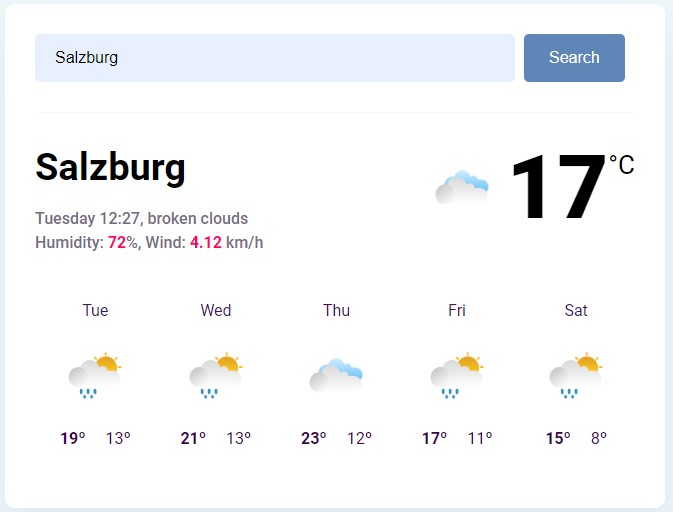 Salzburg
Search
Salzburg
17°C
Tuesday 12:27, broken clouds
Humidity: 72%, Wind: 4.12 km/h
Tue Wed Thu Fri Sat
19° 13° 21° 13° 23° 12° 17° 11° 15° 8°